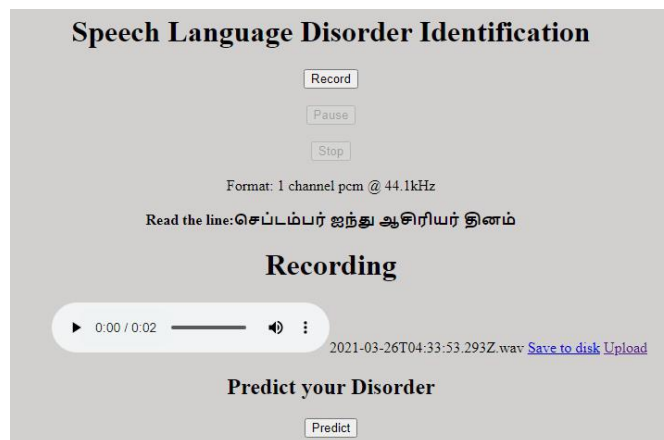 Speech Language Disorder Identification
Record
Pause
Stop
Format: 1 channel pcm @ 44.1kHz
Read the line:செப்டம்பர் ஐந்து ஆசிரியர் தினம்
Recording
0:00 / 0:02
2021-03-26T04:33:53.293Z.wav Save to disk Upload
Predict your Disorder
Predict